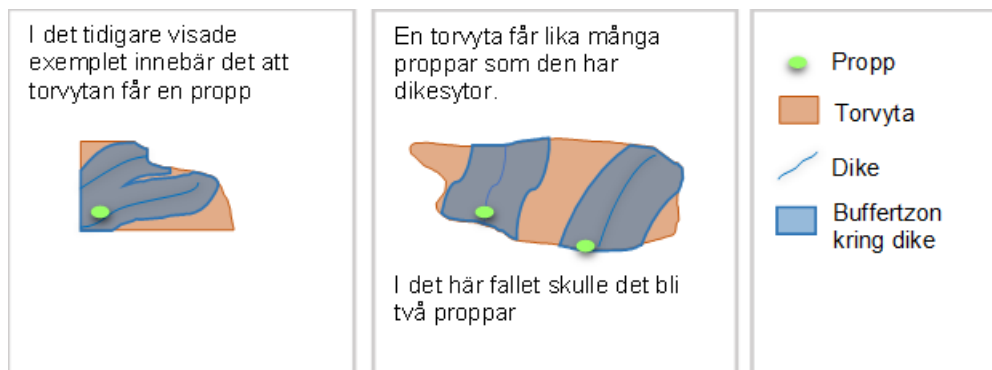 I det tidigare visade
exemplet innebär det att
torvytan får en propp
En torvyta får lika många
proppar som den har
dikesytor.
I det här fallet skulle det bli
två proppar
Propp
Torvyta
Dike
Buffertzon
kring dike